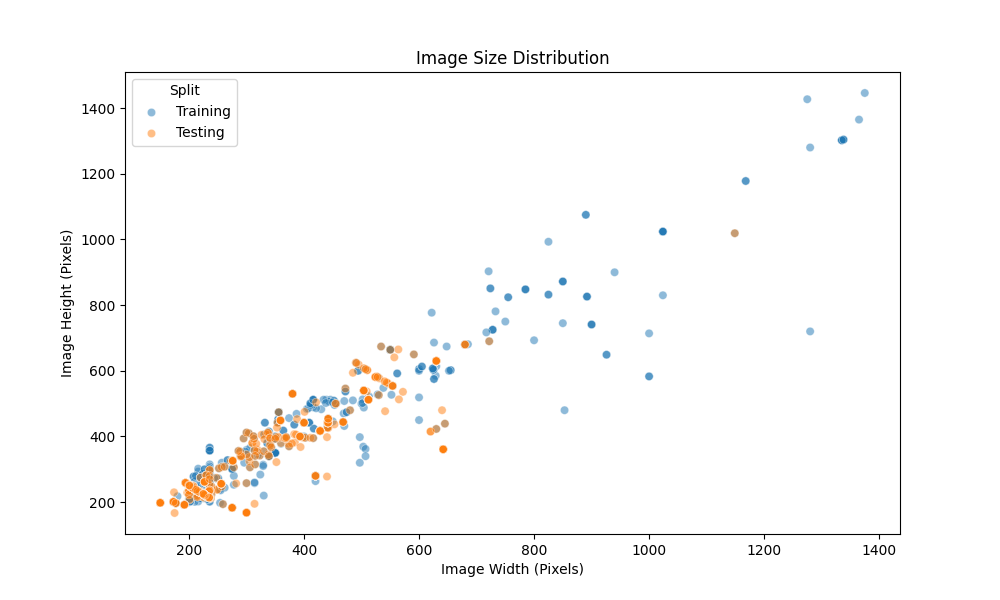 Image Size Distribution
Split
Training
Testing
1400
1200
1000
800
600
400
200
Image Height (Pixels)
200 400 600 800 1000 1200 1400
Image Width (Pixels)